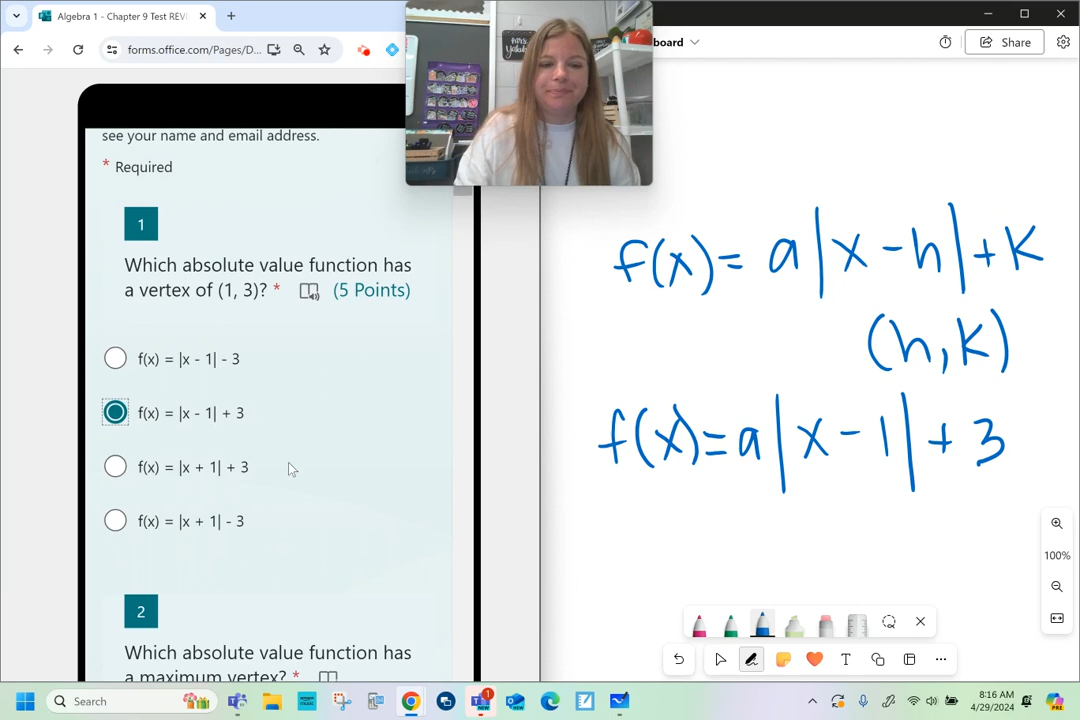 Algebra 1 - Chapter 9 Test REVI
forms.office.com/Pages/D...
board
Share
see your name and email address.
* Required
1
Which absolute value function has
a vertex of (1, 3)? * (5 Points)
f(x) = |x - 1| - 3
f(x) = |x - 1| + 3
f(x) = |x + 1| + 3
f(x) = |x + 1| - 3
2
Which absolute value function has
a maximum vertex? *
f(x) = a|x - h| + k
(h, k)
f(x) = a|x - 1| + 3
100%
Search
8:16 AM
4/29/2024